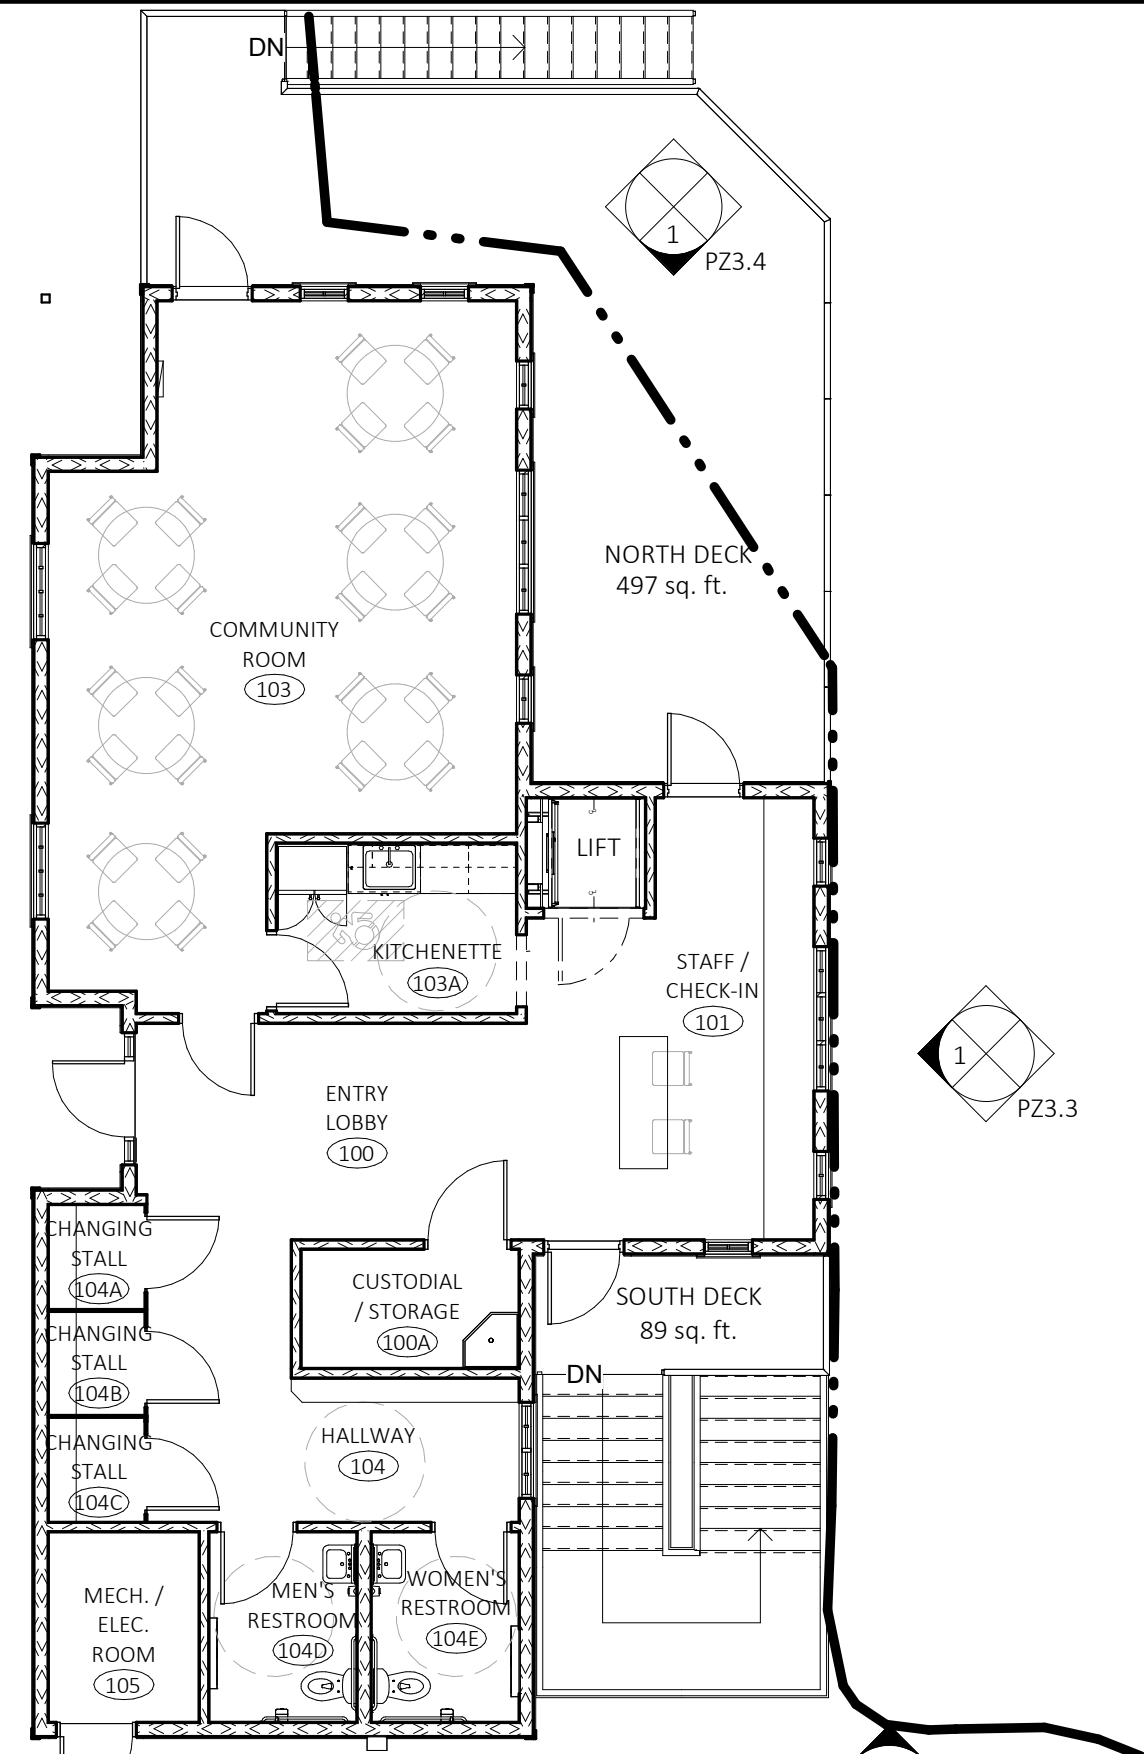 DN
1
PZ3.4
NORTH DECK
497 sq. ft.
COMMUNITY
ROOM
103
LIFT
KITCHENETTE
103A
STAFF /
CHECK-IN
101
1
PZ3.3
ENTRY
LOBBY
100
CHANGING
STALL
104A
CUSTODIAL
/ STORAGE
100A
SOUTH DECK
89 sq. ft.
CHANGING
STALL
104B
DN
CHANGING
STALL
104C
HALLWAY
104
MECH. /
ELEC.
ROOM
105
MEN'S
RESTROOM
104D
WOMEN'S
RESTROOM
104E